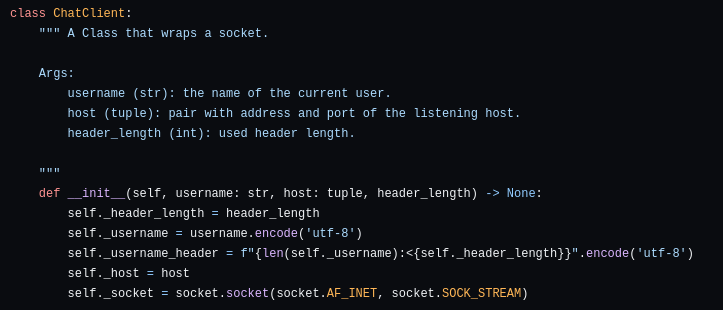 class ChatClient:
    """ A Class that wraps a socket.

    Args:
        username (str): the name of the current user.
        host (tuple): pair with address and port of the listening host.
        header_length (int): used header length.

    """
    def __init__(self, username: str, host: tuple, header_length) -> None:
        self._header_length = header_length
        self._username = username.encode('utf-8')
        self._username_header = f"{len(self._username):<{self._header_length}}".encode('utf-8')
        self._host = host
        self._socket = socket.socket(socket.AF_INET, socket.SOCK_STREAM)